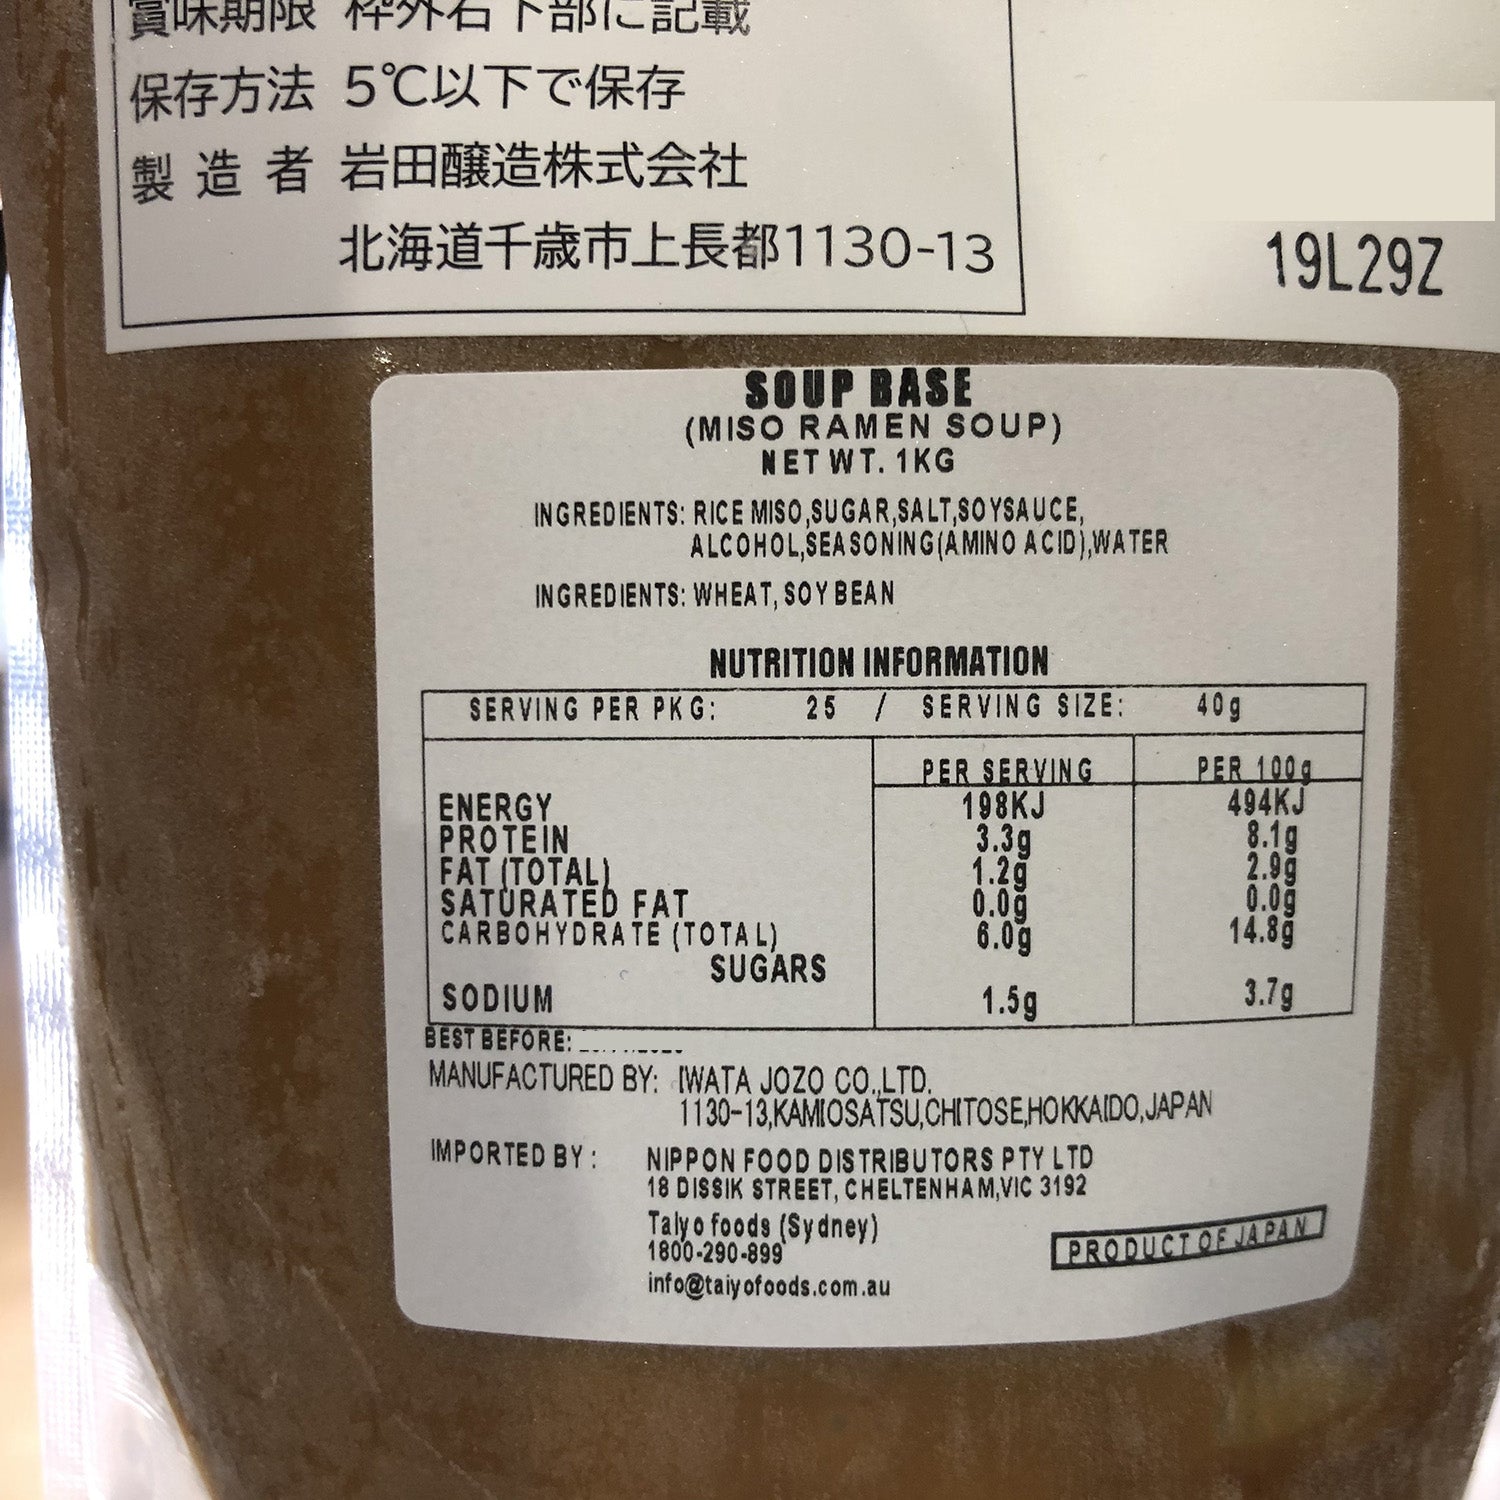 賞味期限 枠外右下部に記載
保存方法 5℃以下で保存
製造者 岩田醸造株式会社
北海道千歳市上長都1130-13
19L29Z
SOUP BASE
(MISO RAMEN SOUP)
NET WT. 1KG
INGREDIENTS: RICE MISO,SUGAR,SALT,SOYSAUCE,
ALCOHOL,SEASONING(AMINO ACID),WATER
INGREDIENTS: WHEAT, SOY BEAN
NUTRITION INFORMATION
SERVING PER PKG: 25 / SERVING SIZE: 40g
PER SERVING PER 100g
ENERGY 198KJ 494KJ
PROTEIN 3.3g 8.1g
FAT (TOTAL) 1.2g 2.9g
SATURATED FAT 0.0g 0.0g
CARBOHYDRATE (TOTAL) 6.0g 14.8g
SUGARS
SODIUM 1.5g 3.7g
BEST BEFORE:
MANUFACTURED BY: IWATA JOZO CO.,LTD.
1130-13,KAMIOSATSU,CHITOSE,HOKKAIDO,JAPAN
IMPORTED BY: NIPPON FOOD DISTRIBUTORS PTY LTD
18 DISSIK STREET, CHELTENHAM,VIC 3192
Taiyo foods (Sydney)
1800-290-899
info@taiyofoods.com.au
PRODUCT OF JAPAN